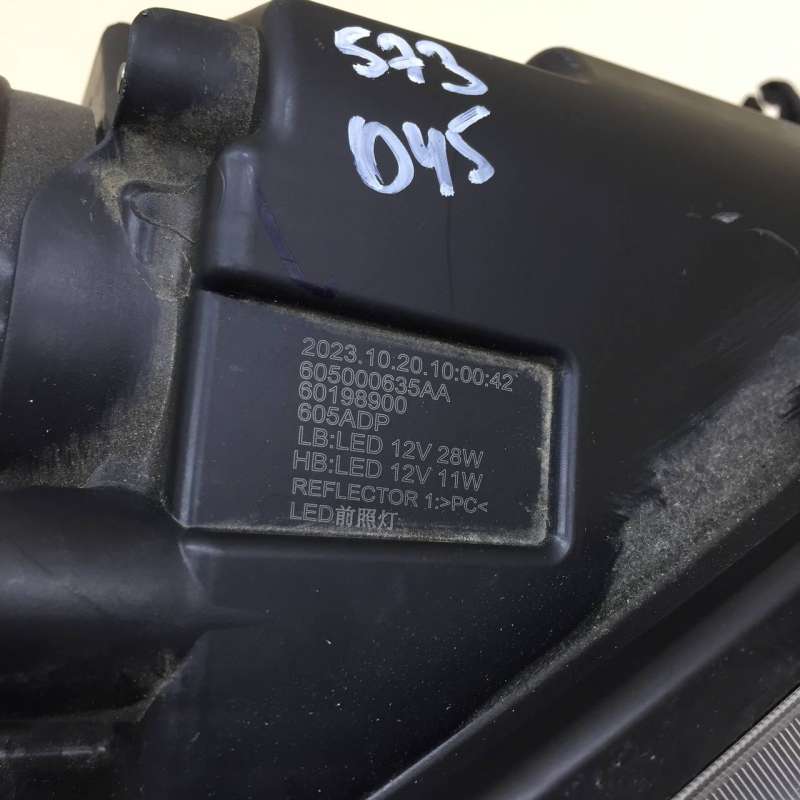 573
045
2023.10.20.10:00:42
605000635AA
60198900
605ADP
LB:LED 12V 28W
HB:LED 12V 11W
REFLECTOR 1:>PC<
LED前照灯